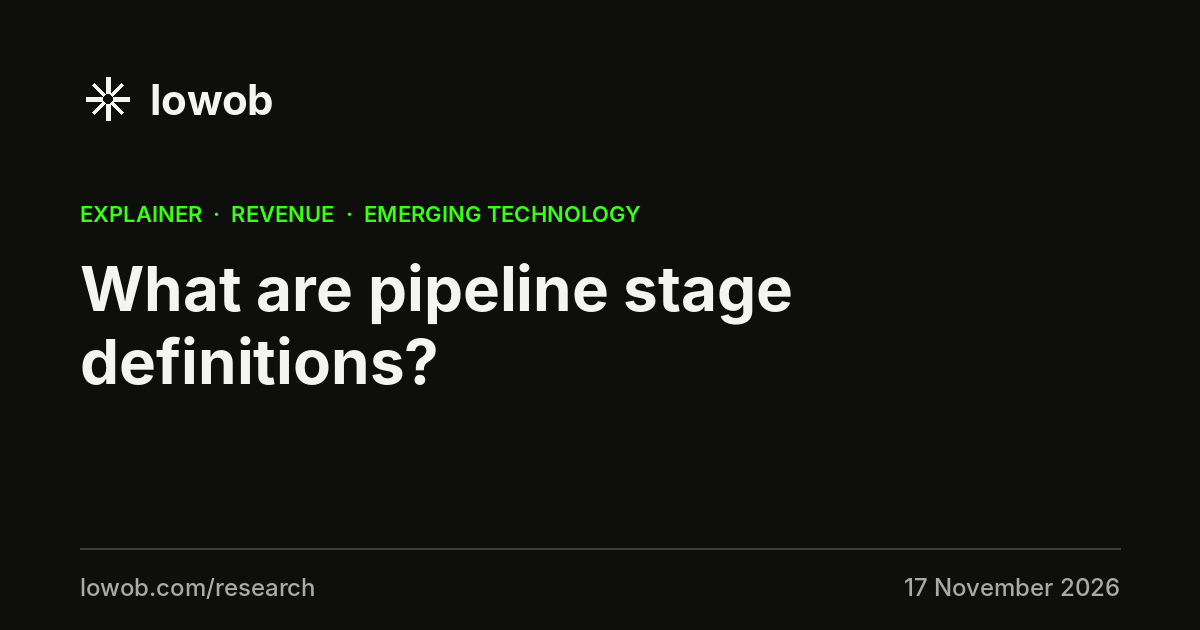 lowob
EXPLAINER · REVENUE · EMERGING TECHNOLOGY
What are pipeline stage
definitions?
lowob.com/research
17 November 2026